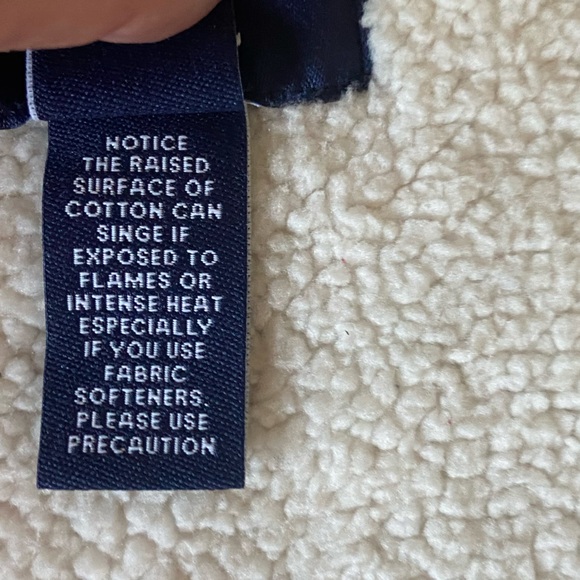 NOTICE
THE RAISED
SURFACE OF
COTTON CAN
SINGE IF
EXPOSED TO
FLAMES OR
INTENSE HEAT
ESPECIALLY
IF YOU USE
FABRIC
SOFTENERS.
PLEASE USE
PRECAUTION